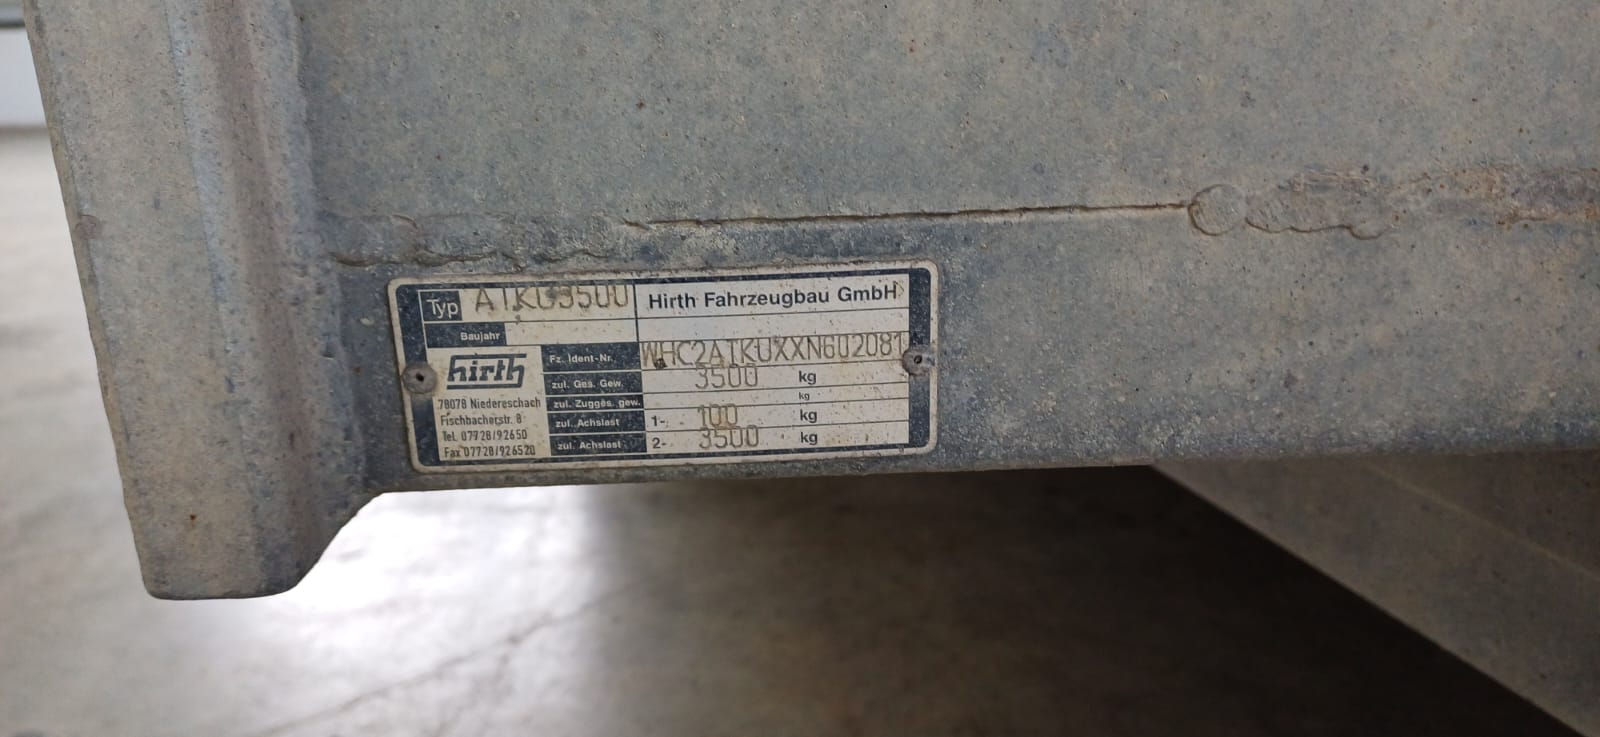 Typ ATKU3500 Hirth Fahrzeugbau GmbH
Baujahr
Fz. Ident-Nr. WHC2ATKUXXN602081
hirth
zul. Ges. Gew. 3500 kg
78078 Niedereschach
zul. Zugges. gew. kg
Fischbacherstr. 8
zul. Achslast 1- 100 kg
Tel. 07728/92650
zul. Achslast 2- 3500 kg
Fax 07728/926520